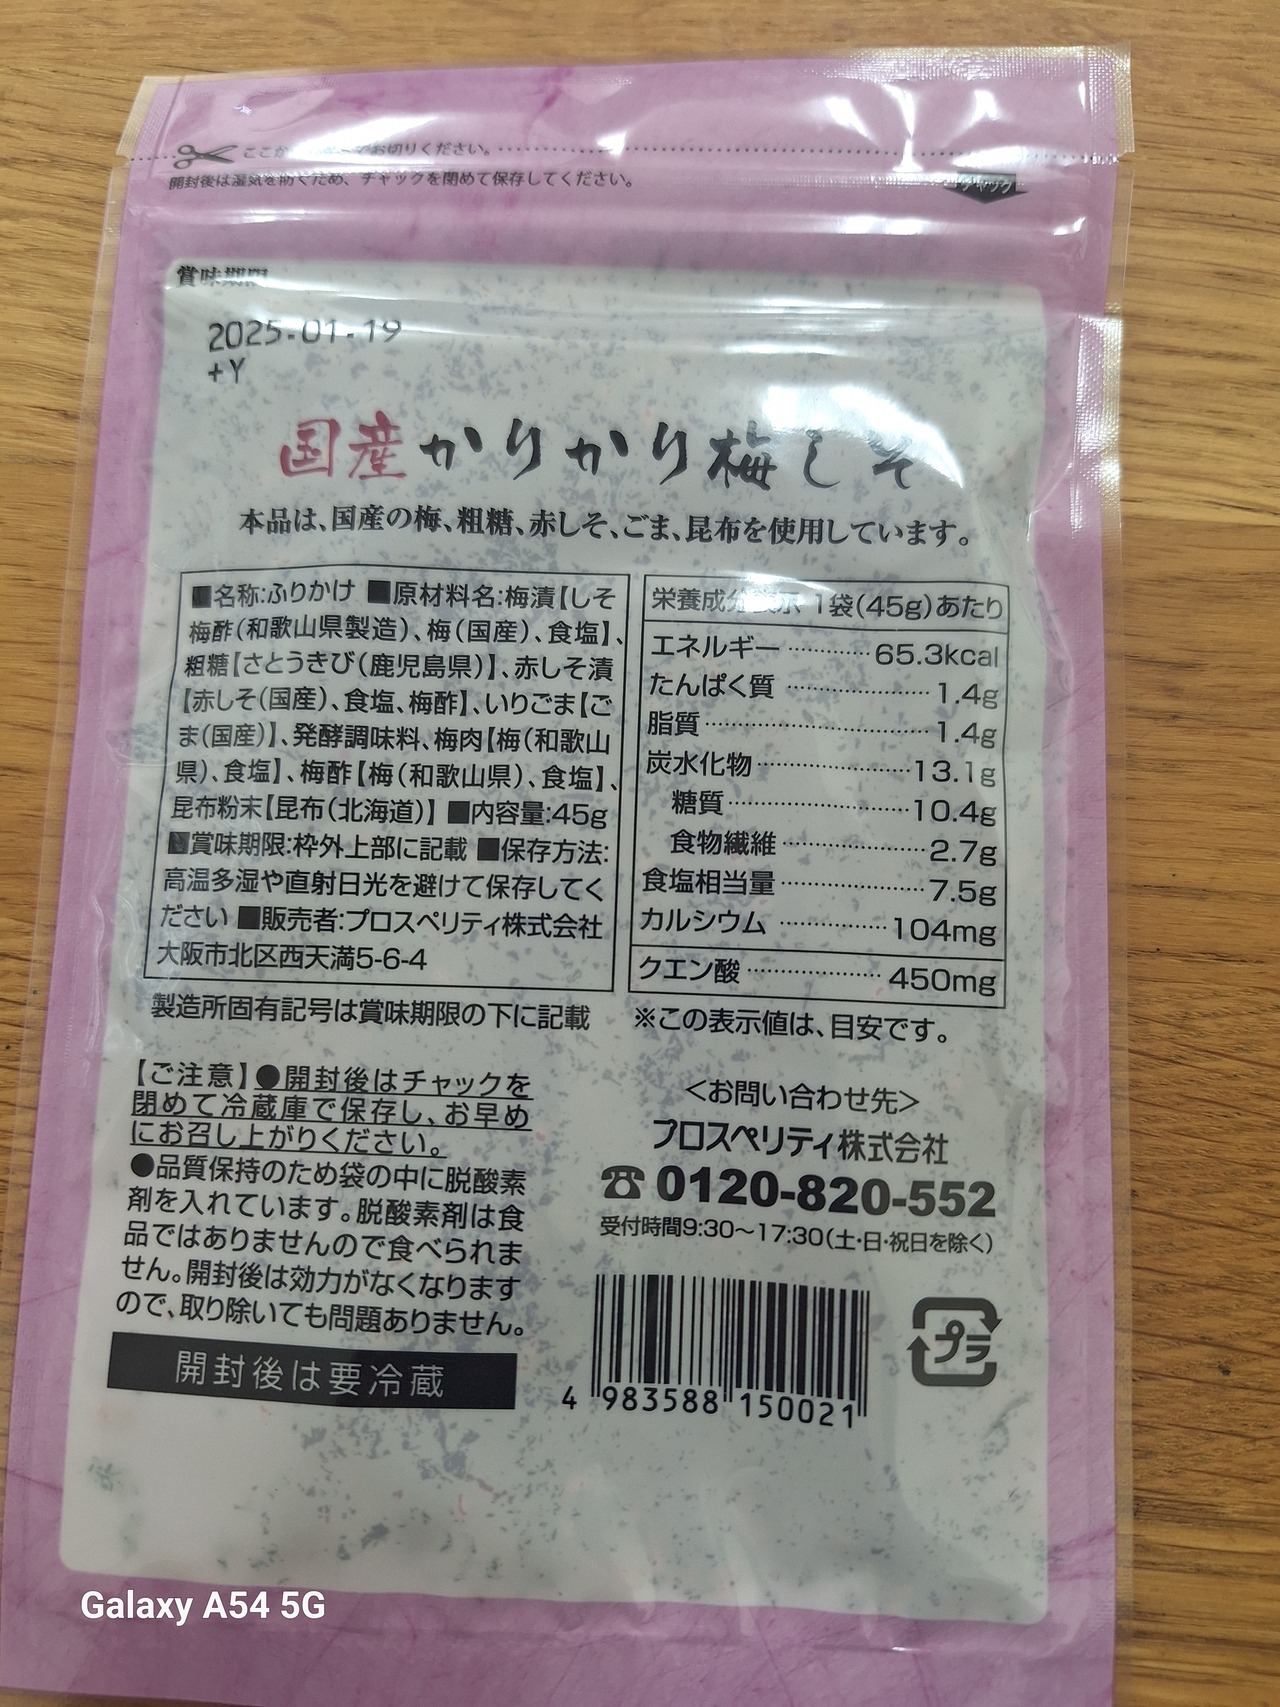 ここか お切りください。
開封後は湿気を防ぐため、チャックを閉めて保存してください。
チャック
賞味期限
2025.01.19
+Y
国産かりかり梅しそ
本品は、国産の梅、粗糖、赤しそ、ごま、昆布を使用しています。
■名称:ふりかけ ■原材料名:梅漬【しそ
梅酢(和歌山県製造)、梅(国産)、食塩】、
粗糖【さとうきび(鹿児島県)】、赤しそ漬
【赤しそ(国産)、食塩、梅酢】、いりごま【ご
ま(国産)】、発酵調味料、梅肉【梅(和歌山
県)、食塩】、梅酢【梅(和歌山県)、食塩】、
昆布粉末【昆布(北海道)】 ■内容量:45g
■賞味期限:枠外上部に記載 ■保存方法:
高温多湿や直射日光を避けて保存してく
ださい ■販売者:プロスペリティ株式会社
大阪市北区西天満5-6-4
製造所固有記号は賞味期限の下に記載
栄養成分表示 1袋(45g)あたり
エネルギー ………… 65.3kcal
たんぱく質 ………… 1.4g
脂質 ………… 1.4g
炭水化物 ………… 13.1g
糖質 ………… 10.4g
食物繊維 ………… 2.7g
食塩相当量 ………… 7.5g
カルシウム ………… 104mg
クエン酸 ………… 450mg
※この表示値は、目安です。
【ご注意】●開封後はチャックを
閉めて冷蔵庫で保存し、お早め
にお召し上がりください。
●品質保持のため袋の中に脱酸素
剤を入れています。脱酸素剤は食
品ではありませんので食べられま
せん。開封後は効力がなくなります
ので、取り除いても問題ありません。
開封後は要冷蔵
<お問い合わせ先>
プロスペリティ株式会社
☎0120-820-552
受付時間9:30〜17:30(土・日・祝日を除く)
4 983588 150021
プラ
Galaxy A54 5G